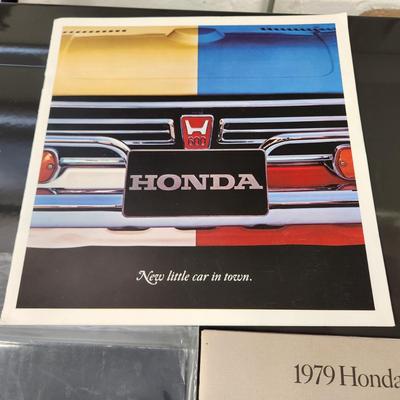 H
600
HONDA
New little car in town.
1979 Honda